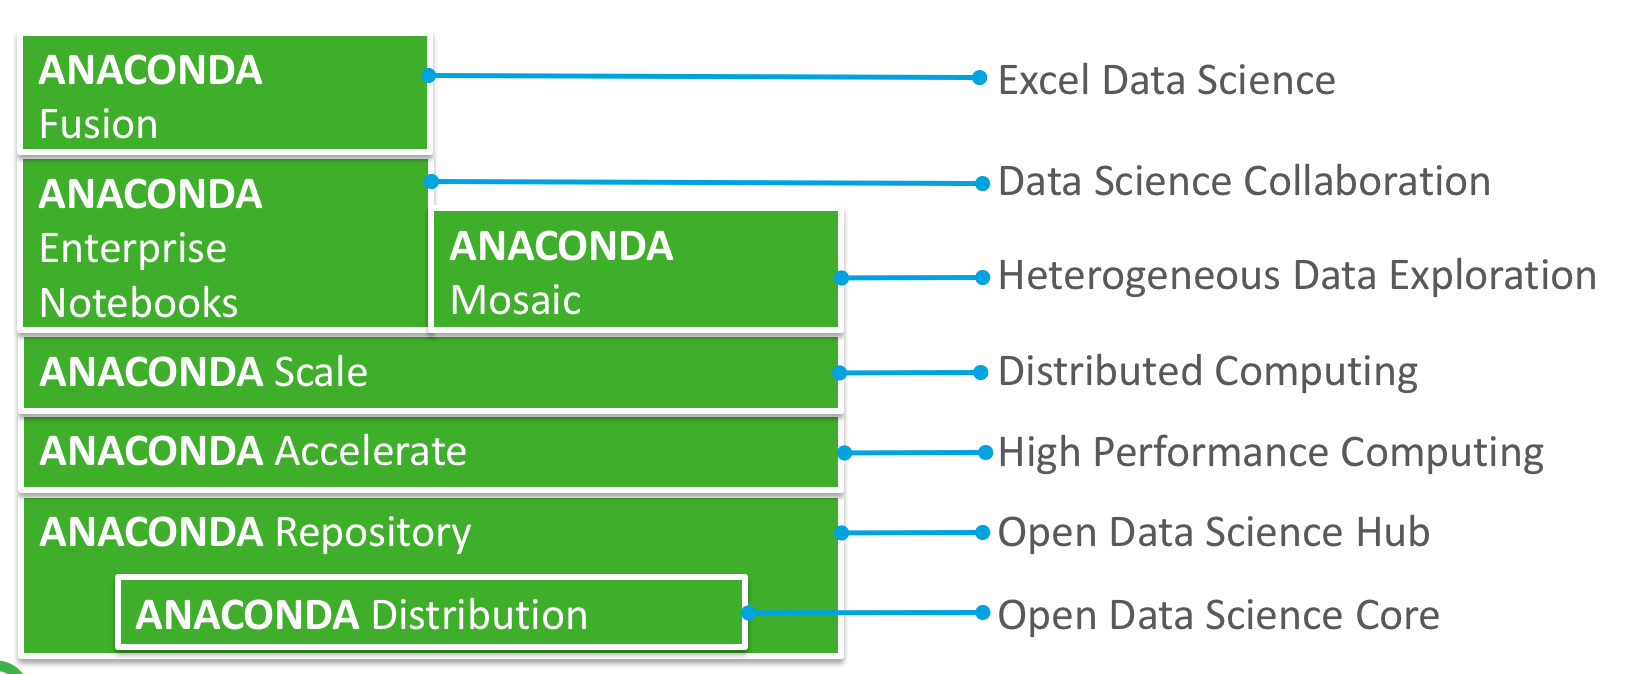 ANACONDA
Fusion
Excel Data Science
ANACONDA
Enterprise
Notebooks
Data Science Collaboration
ANACONDA
Mosaic
Heterogeneous Data Exploration
ANACONDA Scale
Distributed Computing
ANACONDA Accelerate
High Performance Computing
ANACONDA Repository
Open Data Science Hub
ANACONDA Distribution
Open Data Science Core